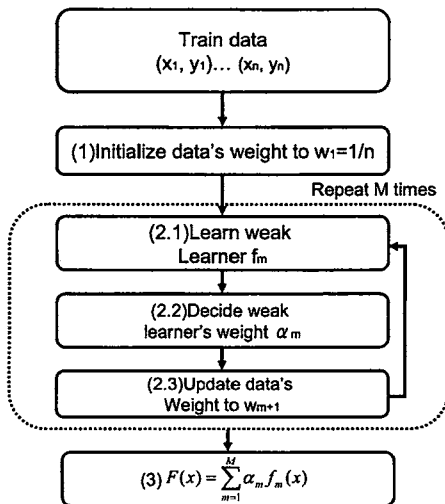 Train data
(x1, y1)... (xn, yn)
(1)Initialize data's weight to w1=1/n
Repeat M times
(2.1)Learn weak
Learner fm
(2.2)Decide weak
learner's weight αm
(2.3)Update data's
Weight to wm+1
(3) F(x) = ∑_{m=1}^{M} αm fm(x)